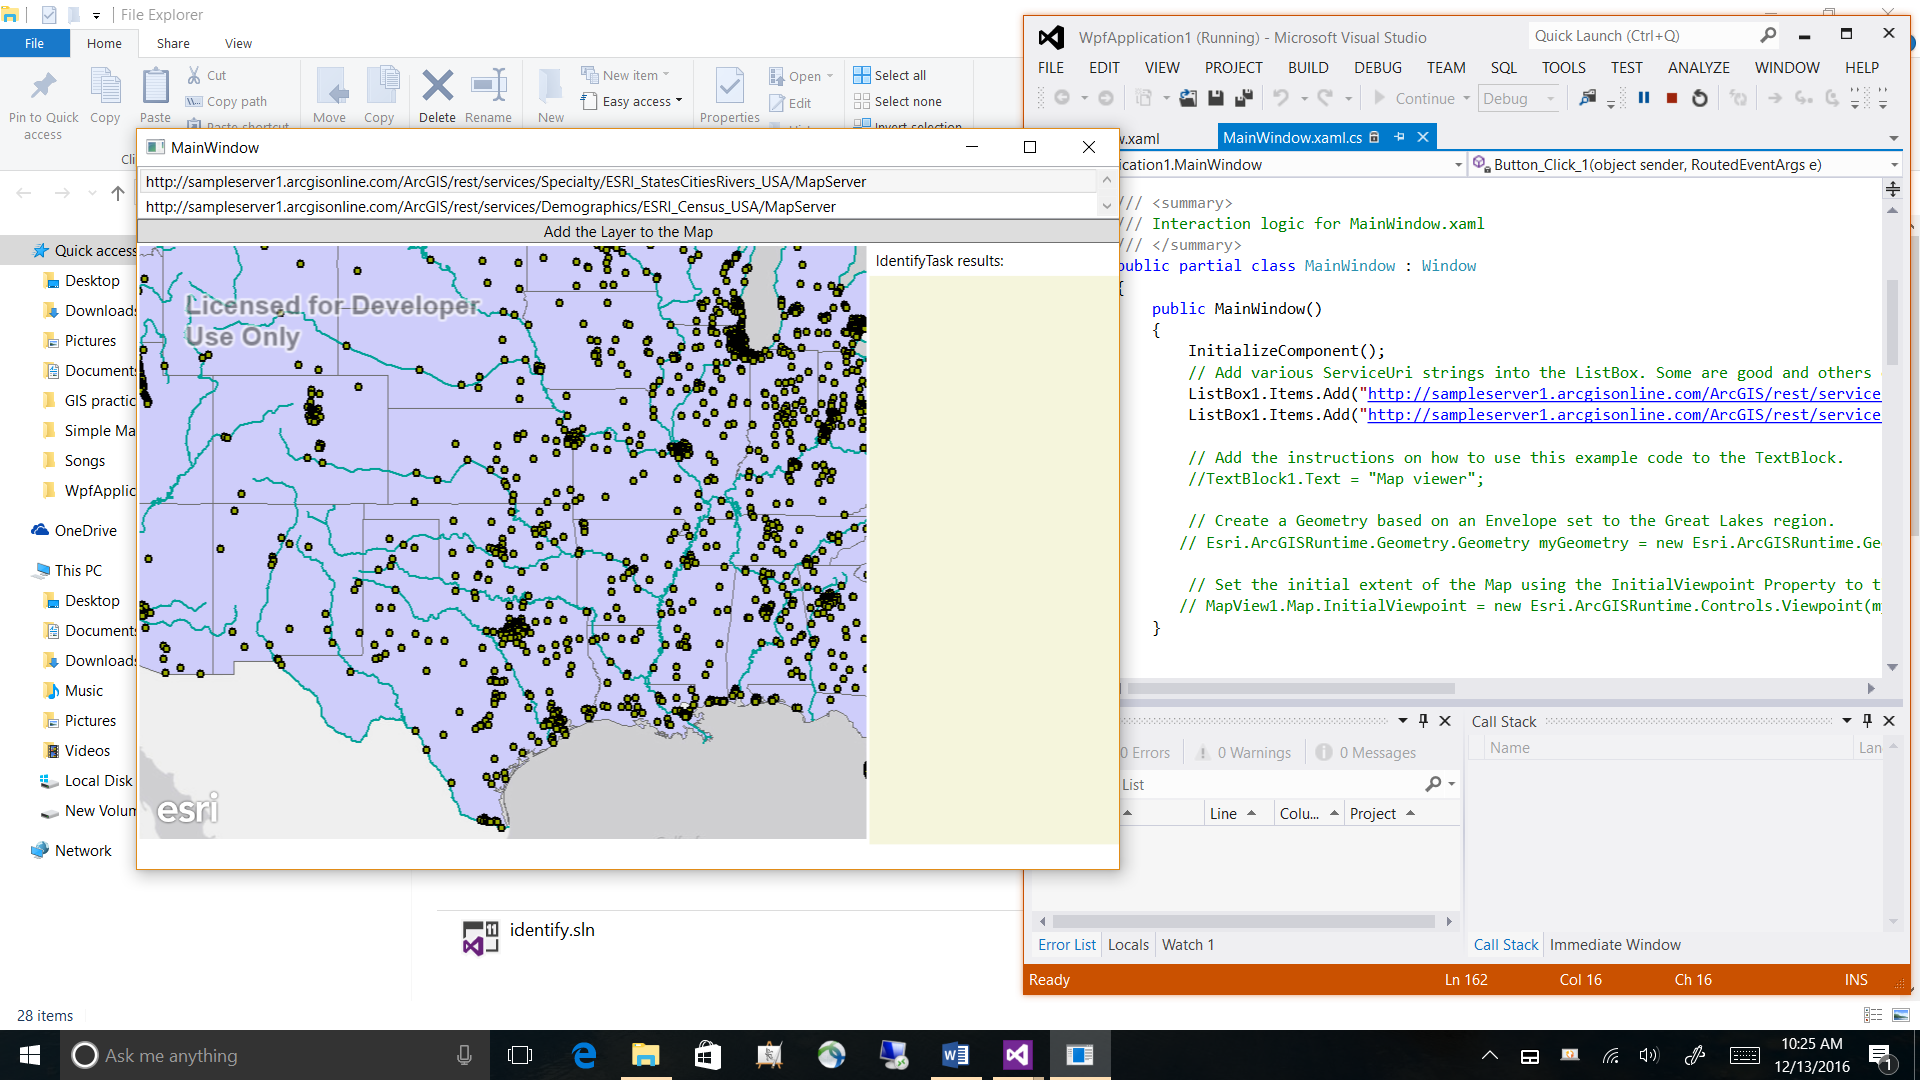 File Explorer
File
Home
Share
View
Pin to Quick access
Copy
Paste
Cut
Copy path
Paste shortcut
Move
Copy
Delete
Rename
New
New item
Easy access
Properties
Open
Edit
Select all
Select none
Invert selection
Quick access
Desktop
Downloads
Pictures
Documents
GIS practic
Simple Ma
Songs
WpfApplic
OneDrive
This PC
Desktop
Documents
Downloads
Music
Pictures
Videos
Local Disk
New Volum
Network
identify.sln
28 items
MainWindow
http://sampleserver1.arcgisonline.com/ArcGIS/rest/services/Specialty/ESRI_StatesCitiesRivers_USA/MapServer
http://sampleserver1.arcgisonline.com/ArcGIS/rest/services/Demographics/ESRI_Census_USA/MapServer
Add the Layer to the Map
Licensed for Developer
Use Only
esri
IdentifyTask results:
WpfApplication1 (Running) - Microsoft Visual Studio
Quick Launch (Ctrl+Q)
FILE EDIT VIEW PROJECT BUILD DEBUG TEAM SQL TOOLS TEST ANALYZE WINDOW HELP
Continue
Debug
w.xaml
MainWindow.xaml.cs
ication1.MainWindow
Button_Click_1(object sender, RoutedEventArgs e)
/// <summary>
/// Interaction logic for MainWindow.xaml
/// </summary>
public partial class MainWindow : Window
{
public MainWindow()
{
InitializeComponent();
// Add various ServiceUri strings into the ListBox. Some are good and others
ListBox1.Items.Add("http://sampleserver1.arcgisonline.com/ArcGIS/rest/service
ListBox1.Items.Add("http://sampleserver1.arcgisonline.com/ArcGIS/rest/service
// Add the instructions on how to use this example code to the TextBlock.
//TextBlock1.Text = "Map viewer";
// Create a Geometry based on an Envelope set to the Great Lakes region.
// Esri.ArcGISRuntime.Geometry.Geometry myGeometry = new Esri.ArcGISRuntime.Ge
// Set the initial extent of the Map using the InitialViewpoint Property to t
// MapView1.Map.InitialViewpoint = new Esri.ArcGISRuntime.Controls.Viewpoint(m
}
0 Errors
0 Warnings
0 Messages
List
Line
Colu...
Project
Error List
Locals
Watch 1
Call Stack
Name
Lan
Call Stack
Immediate Window
Ready
Ln 162
Col 16
Ch 16
INS
Ask me anything
10:25 AM
12/13/2016
1